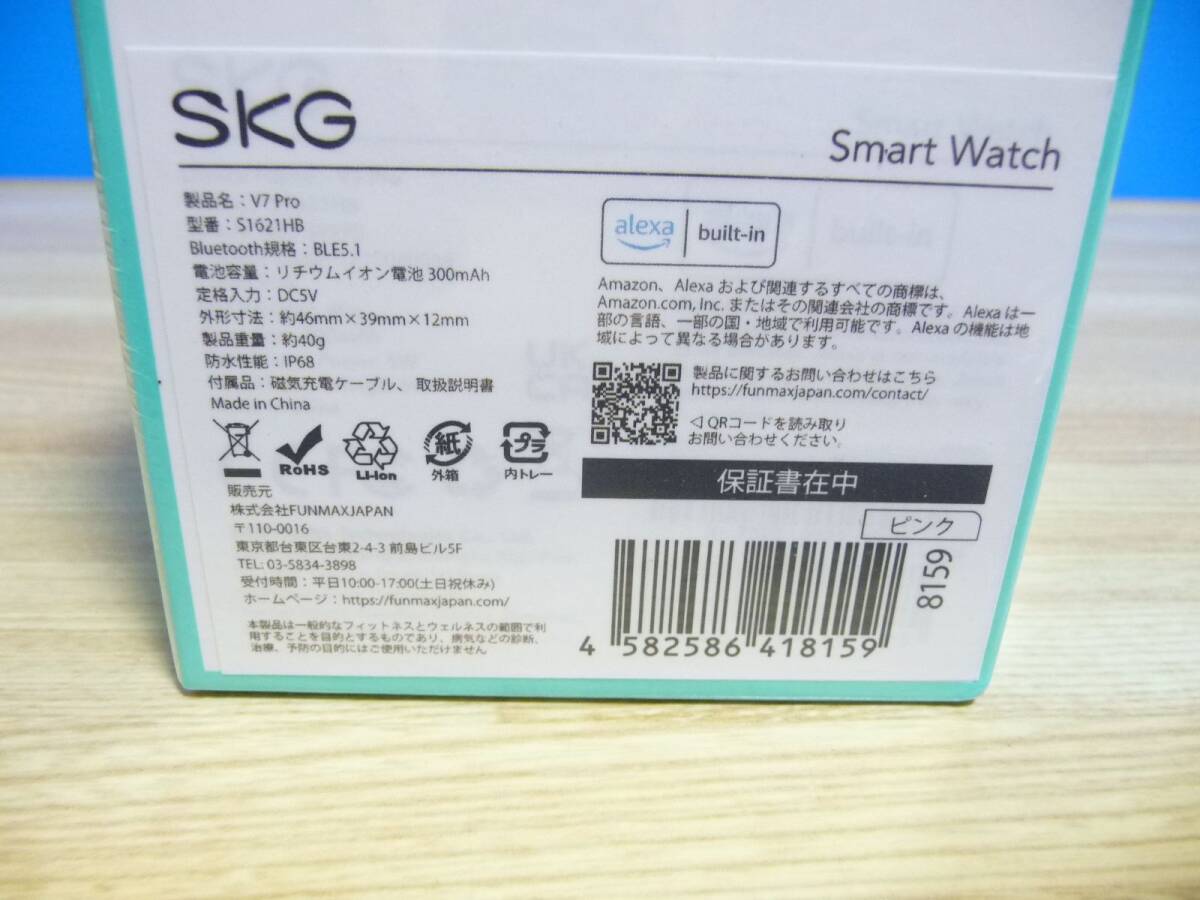 SKG
Smart Watch
製品名：V7 Pro
型番：S1621HB
Bluetooth規格：BLE5.1
電池容量：リチウムイオン電池 300mAh
定格入力：DC5V
外形寸法：約46mm×39mm×12mm
製品重量：約40g
防水性能：IP68
付属品：磁気充電ケーブル、取扱説明書
Made in China
RoHS
Li-Ion
紙
外箱
プラ
内トレー
販売元
株式会社FUNMAXJAPAN
〒110-0016
東京都台東区台東2-4-3 前島ビル5F
TEL: 03-5834-3898
受付時間：平日10:00-17:00(土日祝休み)
ホームページ：https://funmaxjapan.com/
本製品は一般的なフィットネスとウェルネスの範囲で利
用することを目的とするものであり、病気などの診断、
治療、予防の目的にはご使用いただけません
alexa built-in
Amazon、Alexa および関連するすべての商標は、
Amazon.com, Inc. またはその関連会社の商標です。Alexa は一
部の言語、一部の国・地域で利用可能です。Alexa の機能は地
域によって異なる場合があります。
製品に関するお問い合わせはこちら
https://funmaxjapan.com/contact/
◁ QRコードを読み取り
お問い合わせください。
保証書在中
ピンク
8159
4 582586 418159